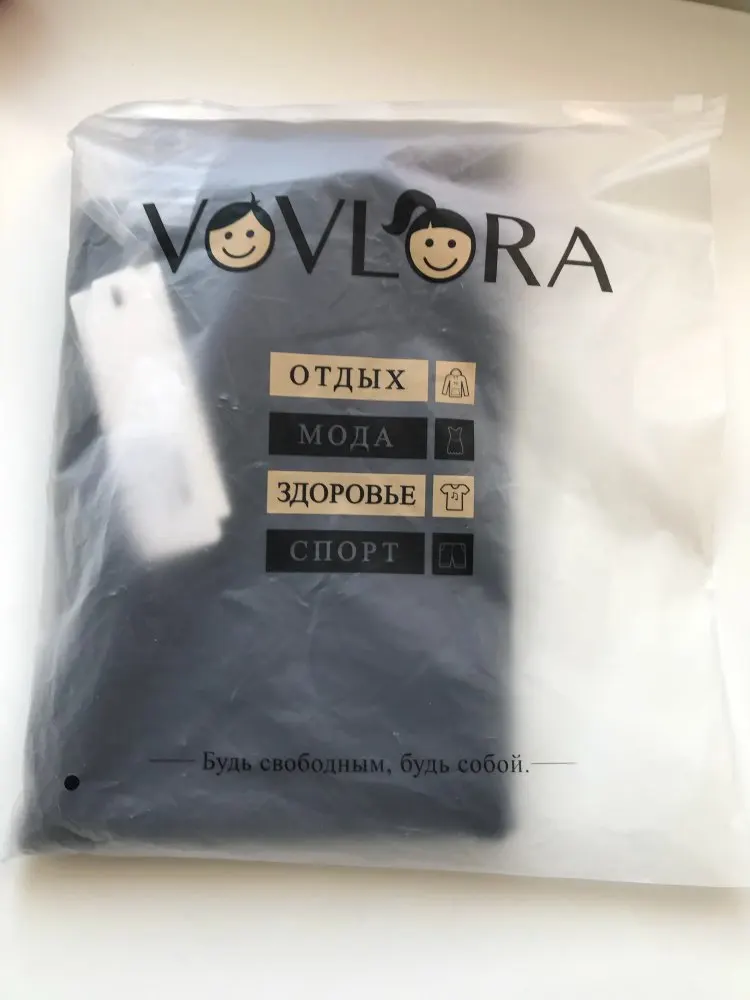 VOVLORA
ОТДЫХ
МОДА
ЗДОРОВЬЕ
СПОРТ
Будь свободным, будь собой.